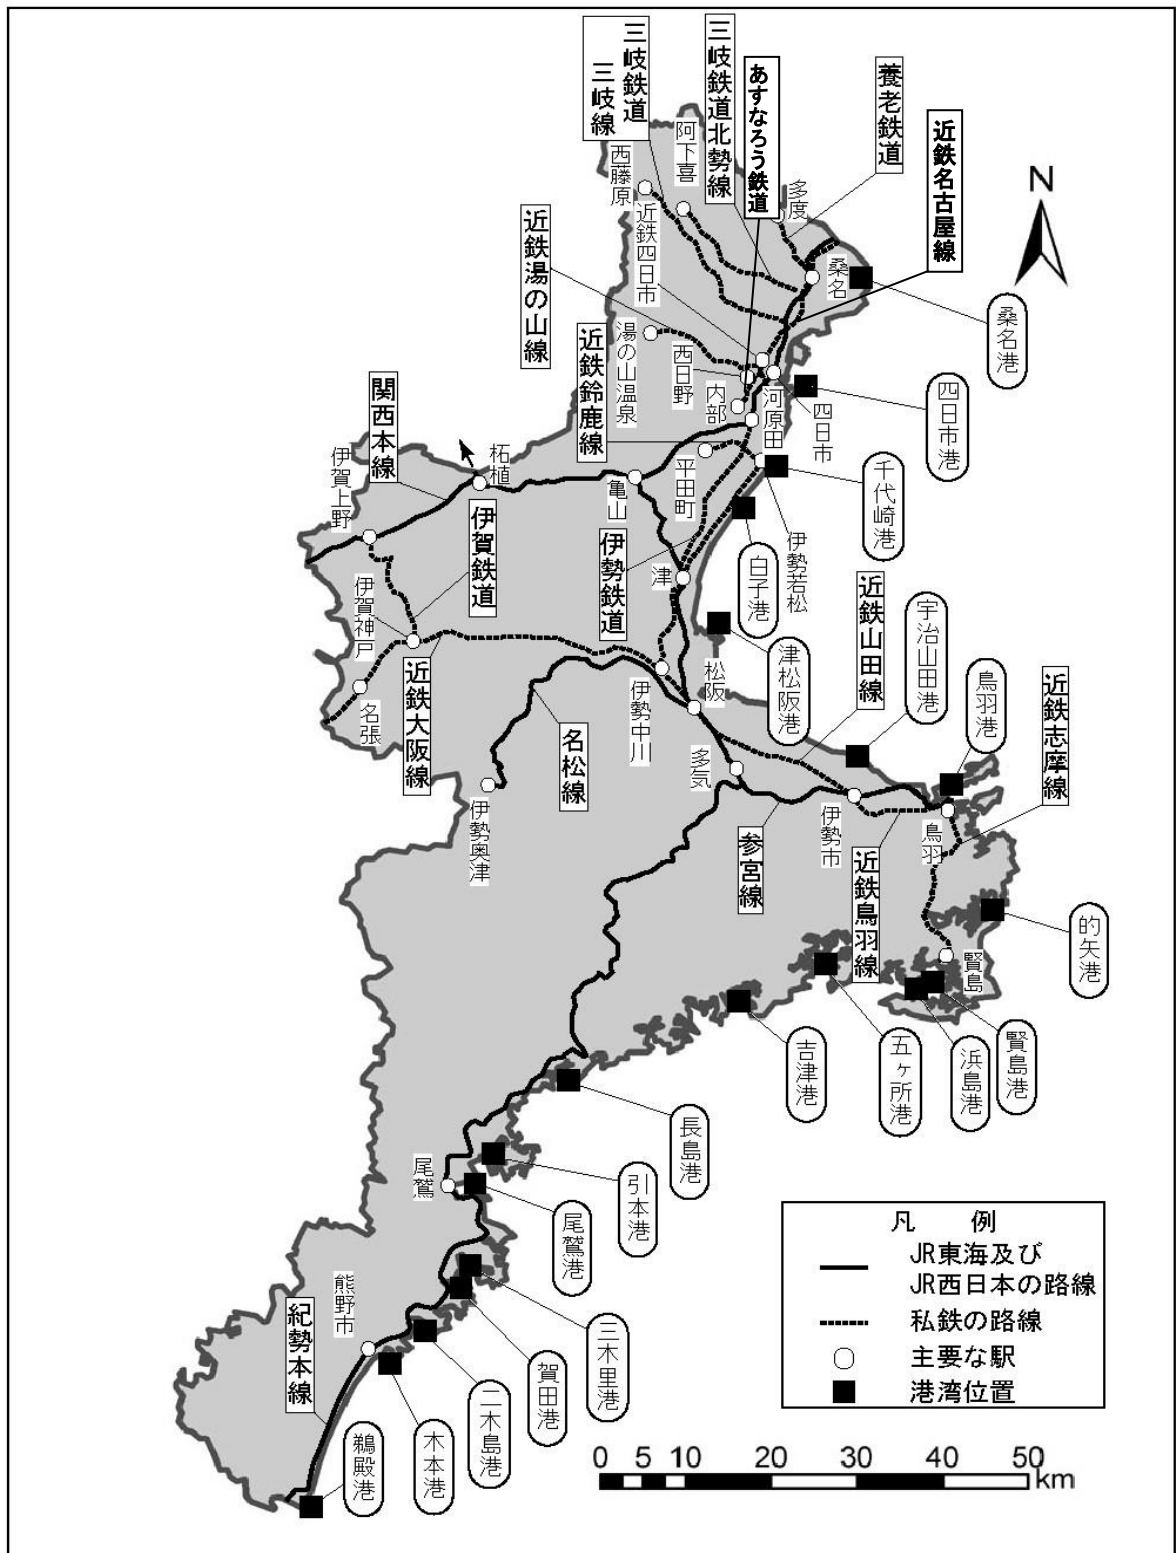 三岐鉄道
三岐線
三岐鉄道北勢線
あすなろう鉄道
養老鉄道
近鉄名古屋線
N
西藤原
阿下喜
多度
近鉄四日市
桑名
桑名港
近鉄湯の山線
湯の山温泉
近鉄鈴鹿線
西日野
内部
河原田
四日市
四日市港
関西本線
伊賀上野
柘植
亀山
平田町
千代崎港
伊勢若松
白子港
伊賀鉄道
伊勢鉄道
津
伊賀神戸
名張
近鉄大阪線
名松線
伊勢中川
松阪
津松阪港
近鉄山田線
宇治山田港
鳥羽港
近鉄志摩線
伊勢奥津
多気
参宮線
伊勢市
近鉄鳥羽線
鳥羽
的矢港
賢島
吉津港
五ヶ所港
浜島港
賢島港
長島港
引本港
尾鷲
尾鷲港
三木里港
賀田港
二木島港
木本港
熊野市
紀勢本線
鵜殿港
凡 例
JR東海及び
JR西日本の路線
私鉄の路線
主要な駅
港湾位置
0 5 10 20 30 40 50
km